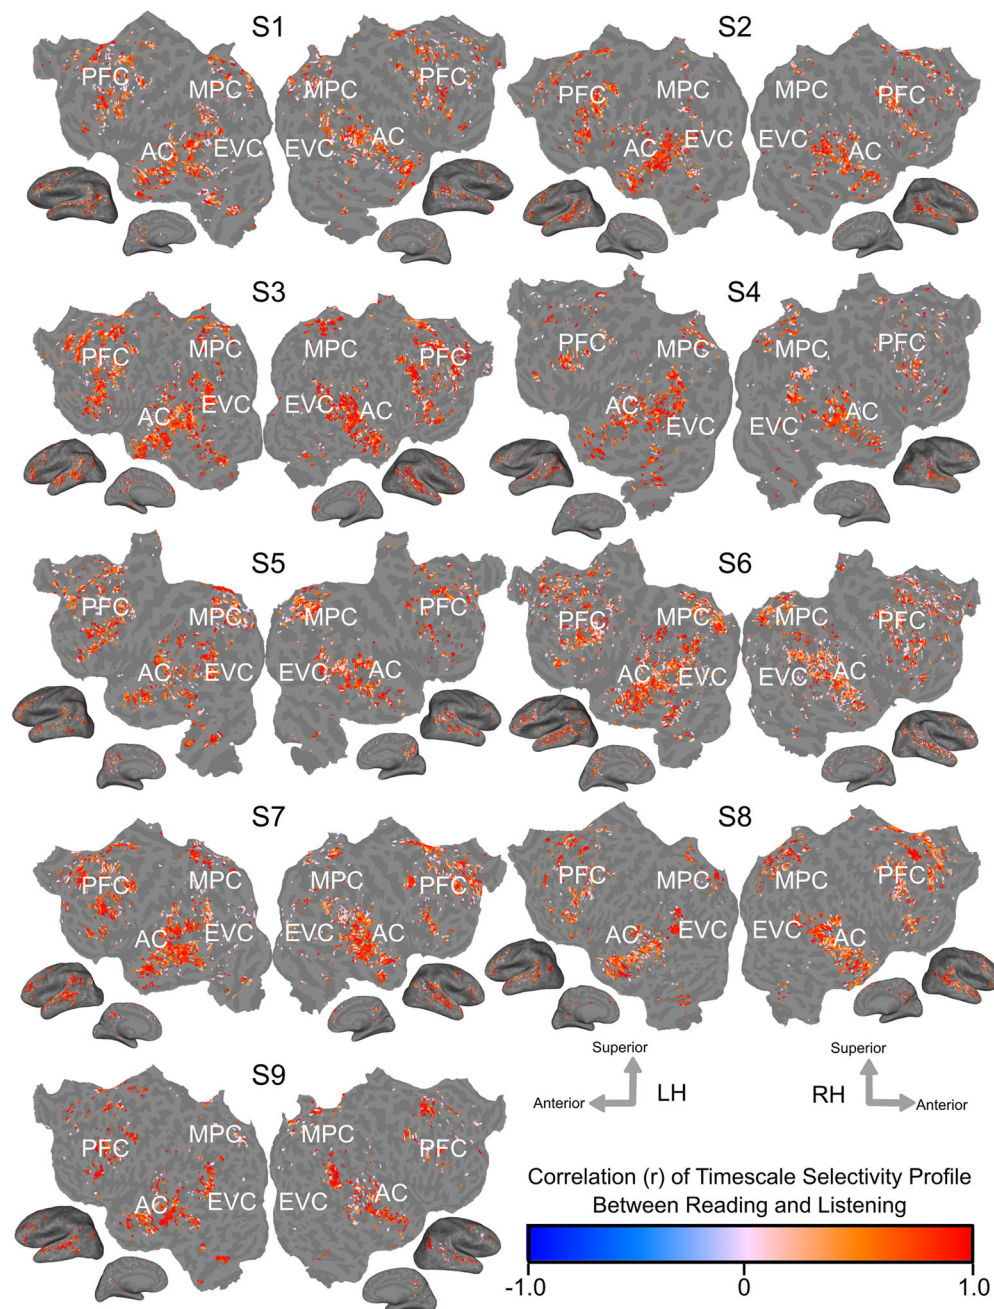 S1
S2
PFC
MPC
MPC
PFC
PFC
MPC
MPC
PFC
AC
EVC
EVC
AC
AC
EVC
EVC
AC
S3
S4
PFC
MPC
MPC
PFC
PFC
MPC
MPC
PFC
AC
EVC
EVC
AC
AC
EVC
EVC
AC
S5
S6
PFC
MPC
MPC
PFC
PFC
MPC
MPC
PFC
AC
EVC
EVC
AC
AC
EVC
EVC
AC
S7
S8
PFC
MPC
MPC
PFC
PFC
MPC
MPC
PFC
AC
EVC
EVC
AC
AC
EVC
EVC
AC
S9
PFC
MPC
MPC
PFC
AC
EVC
EVC
AC
Superior
Superior
Anterior
LH
RH
Anterior
Correlation (r) of Timescale Selectivity Profile
Between Reading and Listening
-1.0
0
1.0